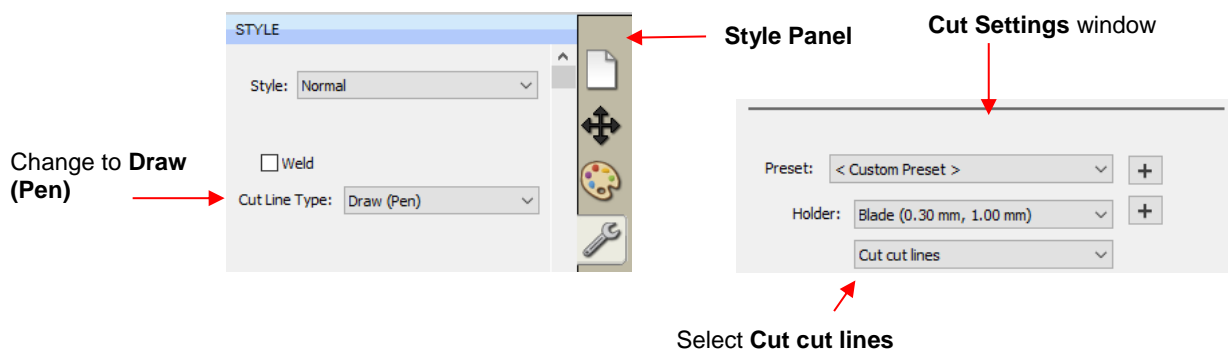 STYLE
Style: Normal
Weld
Cut Line Type: Draw (Pen)
Change to Draw
(Pen)
Style Panel
Cut Settings window
Preset: < Custom Preset > +
Holder: Blade (0.30 mm, 1.00 mm) +
Cut cut lines
Select Cut cut lines